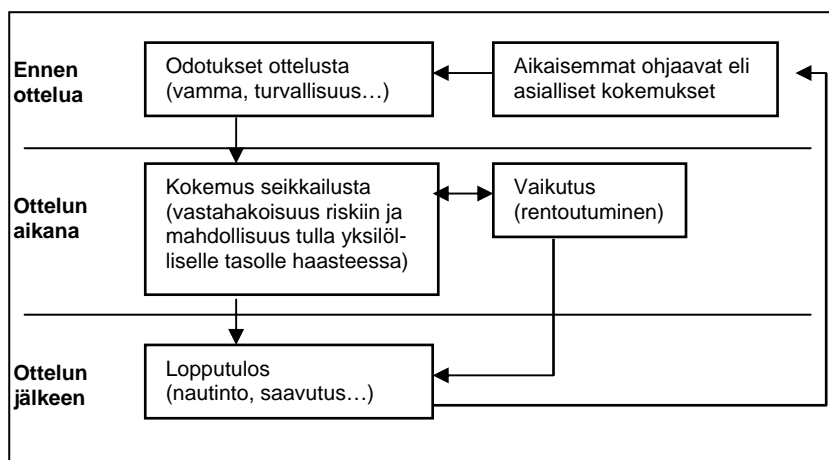 Ennen
ottelua
Odotukset ottelusta
(vamma, turvallisuus…)
Aikaisemmat ohjaavat eli
asialliset kokemukset
Ottelun
aikana
Kokemus seikkailusta
(vastahakoisuus riskiin ja
mahdollisuus tulla yksilöl-
liselle tasolle haasteessa)
Vaikutus
(rentoutuminen)
Ottelun
jälkeen
Lopputulos
(nautinto, saavutus…)